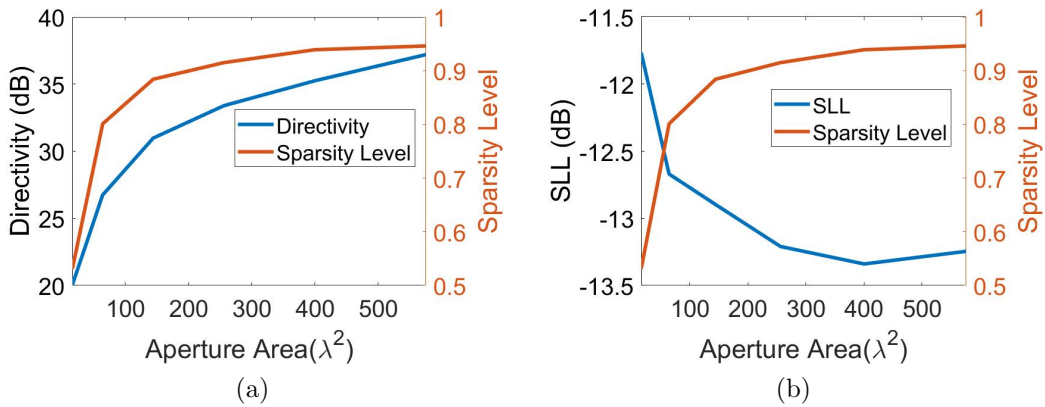 40
35
30
25
20
Directivity (dB)
Directivity
Sparsity Level
1
0.9
0.8
0.7
0.6
0.5
Sparsity Level
100 200 300 400 500
Aperture Area(λ²)
(a)
-11.5
-12
-12.5
-13
-13.5
SLL (dB)
SLL
Sparsity Level
1
0.9
0.8
0.7
0.6
0.5
Sparsity Level
100 200 300 400 500
Aperture Area(λ²)
(b)